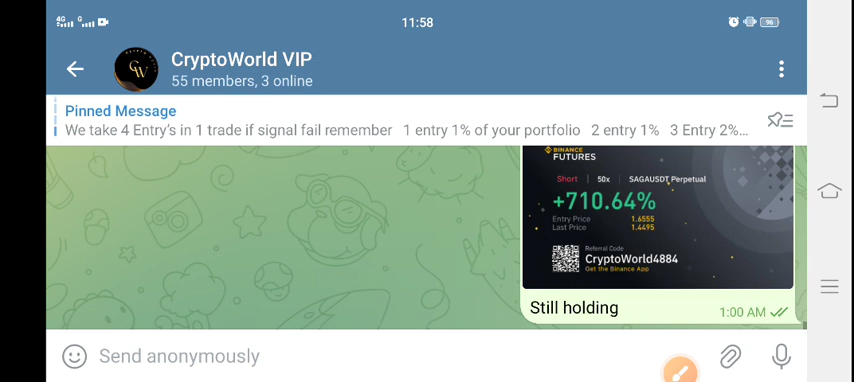 4G G 11:58 96
CryptoWorld VIP
55 members, 3 online
Pinned Message
We take 4 Entry's in 1 trade if signal fail remember 1 entry 1% of your portfolio 2 entry 1% 3 Entry 2%...
BINANCE
FUTURES
Short | 50x | SAGAUSDT Perpetual
+710.64%
Entry Price 1.6555
Last Price 1.4495
Referral Code
CryptoWorld4884
Get the Binance App
Still holding
1:00 AM
Send anonymously